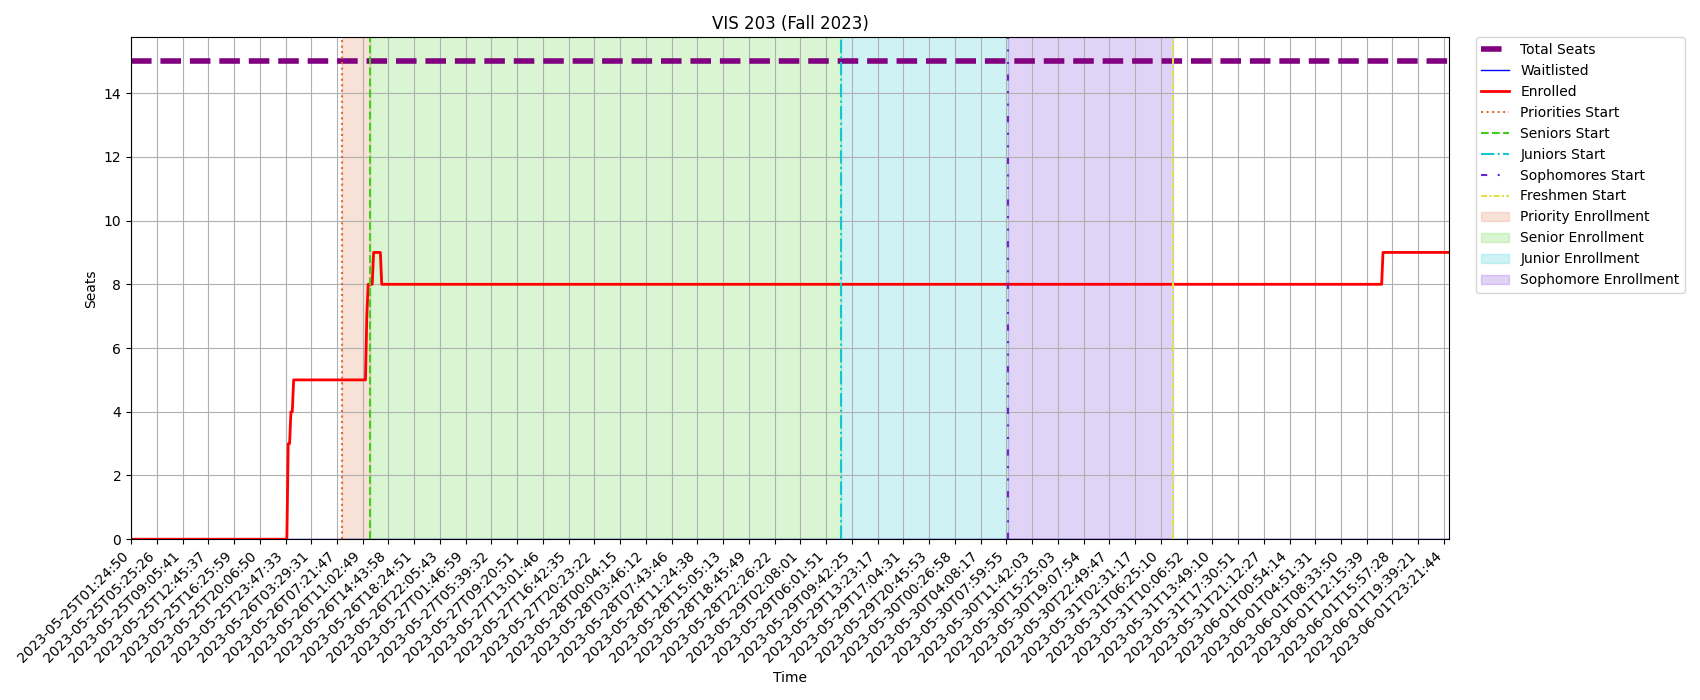 VIS 203 (Fall 2023)
Seats
14
12
10
8
6
4
2
0
2023-05-25T01:24:50
2023-05-25T05:25:26
2023-05-25T09:05:41
2023-05-25T12:45:37
2023-05-25T16:25:59
2023-05-25T20:06:50
2023-05-25T23:47:33
2023-05-26T03:29:31
2023-05-26T07:21:47
2023-05-26T11:02:49
2023-05-26T14:43:58
2023-05-26T18:24:51
2023-05-26T22:05:43
2023-05-27T01:46:59
2023-05-27T05:39:32
2023-05-27T09:20:51
2023-05-27T13:01:46
2023-05-27T16:42:35
2023-05-27T20:23:22
2023-05-28T00:04:15
2023-05-28T03:46:12
2023-05-28T07:43:46
2023-05-28T11:24:38
2023-05-28T15:05:13
2023-05-28T18:45:49
2023-05-28T22:26:22
2023-05-29T02:08:01
2023-05-29T06:01:51
2023-05-29T09:42:25
2023-05-29T13:23:17
2023-05-29T17:04:31
2023-05-29T20:45:53
2023-05-30T00:26:58
2023-05-30T04:08:17
2023-05-30T07:59:55
2023-05-30T11:42:03
2023-05-30T15:25:03
2023-05-30T19:07:54
2023-05-30T22:49:47
2023-05-31T02:31:17
2023-05-31T06:25:10
2023-05-31T10:06:52
2023-05-31T13:49:10
2023-05-31T17:30:51
2023-05-31T21:12:27
2023-06-01T00:54:14
2023-06-01T04:51:31
2023-06-01T08:33:50
2023-06-01T12:15:39
2023-06-01T15:57:28
2023-06-01T19:39:21
2023-06-01T23:21:44
Time
Total Seats
Waitlisted
Enrolled
Priorities Start
Seniors Start
Juniors Start
Sophomores Start
Freshmen Start
Priority Enrollment
Senior Enrollment
Junior Enrollment
Sophomore Enrollment